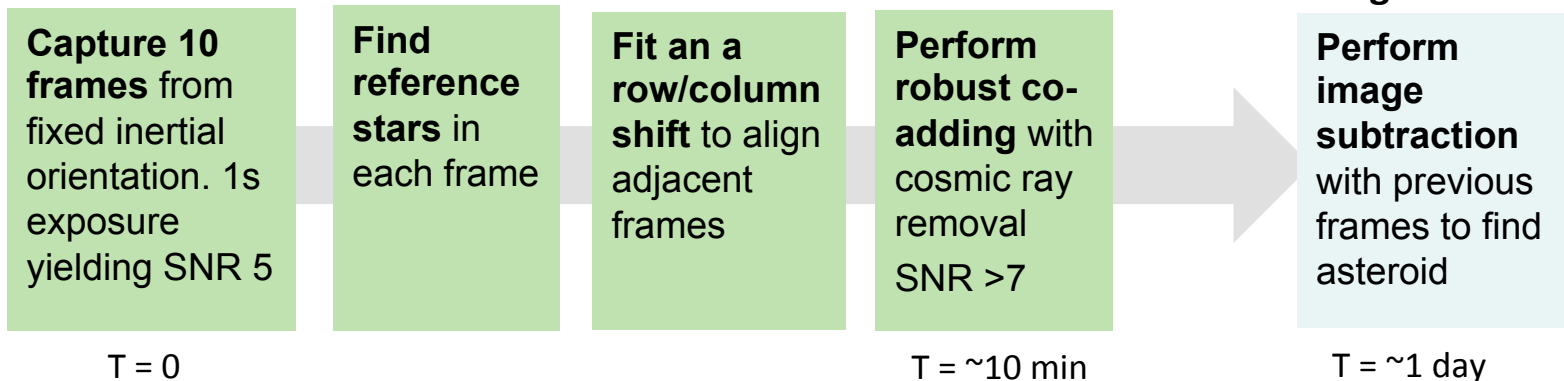 Capture 10
frames from
fixed inertial
orientation. 1s
exposure
yielding SNR 5
Find
reference
stars in
each frame
Fit an a
row/column
shift to align
adjacent
frames
Perform
robust co-
adding with
cosmic ray
removal
SNR >7
Perform
image
subtraction
with previous
frames to find
asteroid
T = 0
T = ~10 min
T = ~1 day